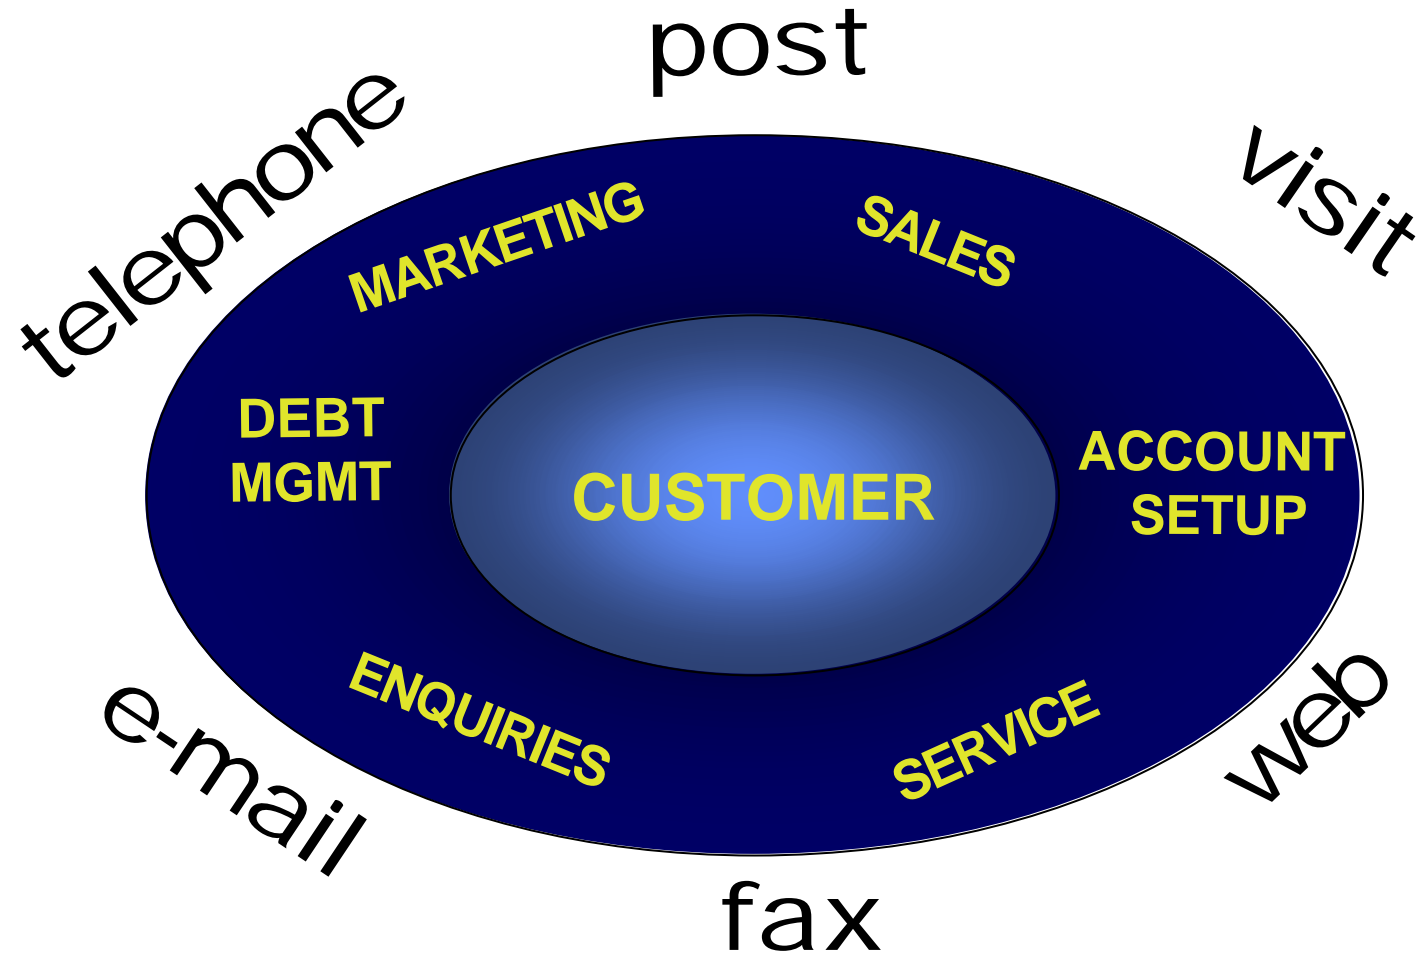 post
telephone
visit
MARKETING
SALES
DEBT
MGMT
CUSTOMER
ACCOUNT
SETUP
ENQUIRIES
SERVICE
e-mail
web
fax